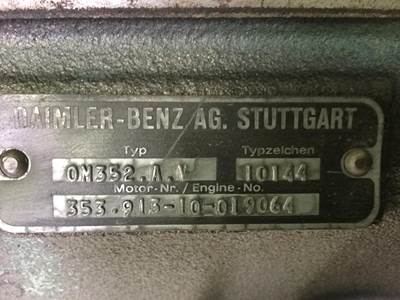 DAIMLER-BENZ AG. STUTTGART
Typ Typzeichen
OM352.A.V 10144
Motor-Nr./Engine-No.
353.913-10-019064